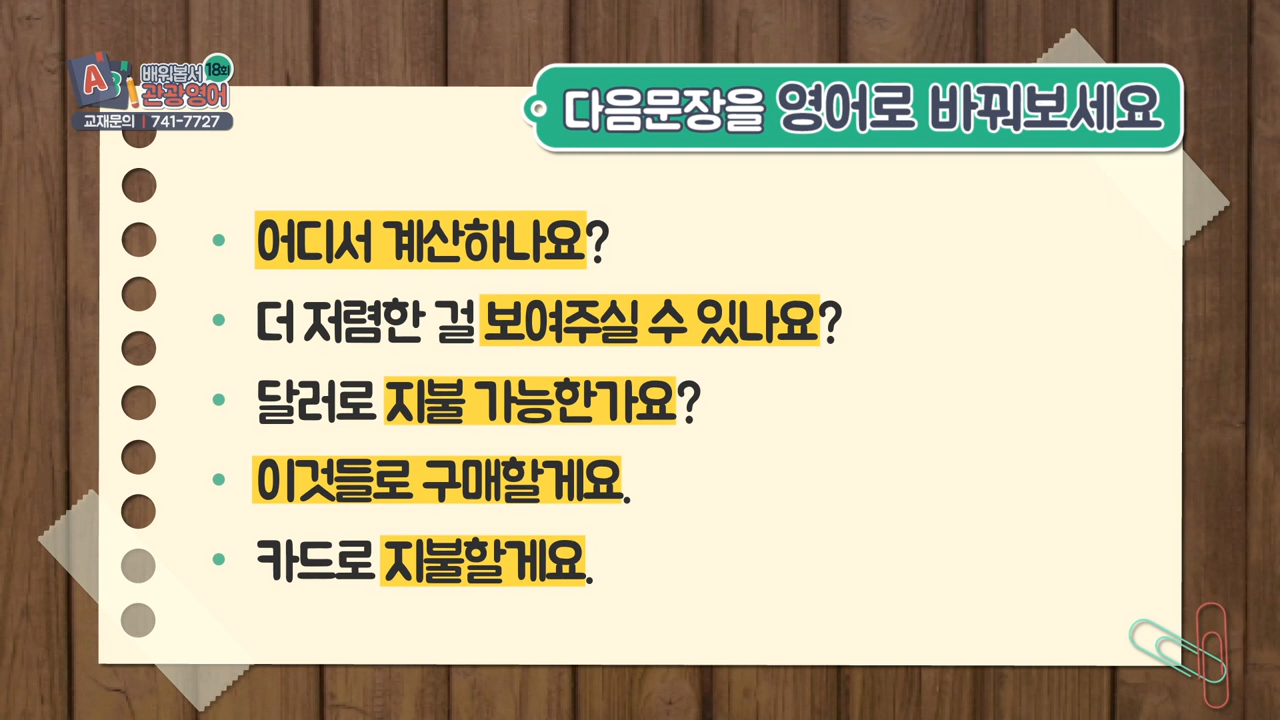 배워봅서 18회
관광영어
교재문의 | 741-7727
다음문장을 영어로 바꿔보세요
• 어디서 계산하나요?
• 더 저렴한 걸 보여주실 수 있나요?
• 달러로 지불 가능한가요?
• 이것들로 구매할게요.
• 카드로 지불할게요.